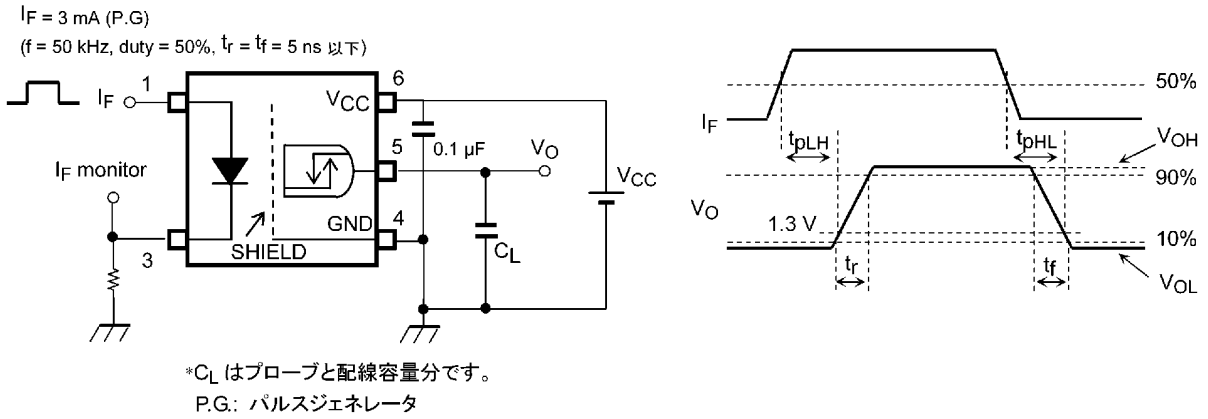 IF = 3 mA (P.G)
(f = 50 kHz, duty = 50%, tr = tf = 5 ns 以下)
1
IF
6
VCC
0.1 μF
5
VO
VCC
IF monitor
3
SHIELD
GND
4
CL
*CL はプローブと配線容量分です。
P.G.: パルスジェネレータ
50%
IF
tpLH
tpHL
VOH
90%
VO
1.3 V
10%
tr
tf
VOL